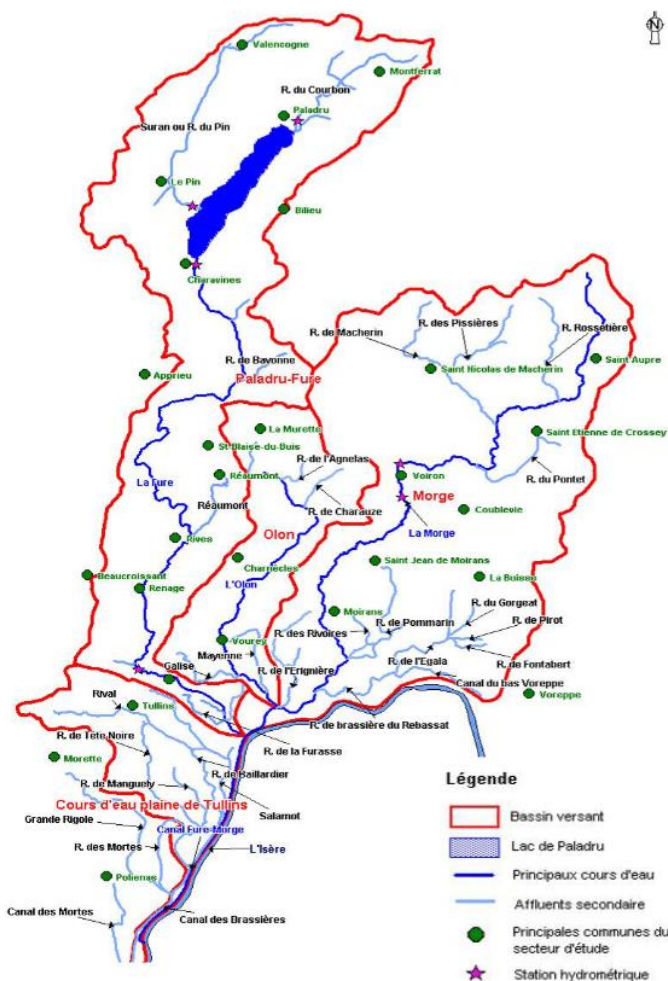 N
Valencogne
Montferrat
R. du Courbon
Paladru
Suran ou R. du Pin
Le Pin
Bilieu
Charavines
R. de Macherin
R. des Pissières
R. Rossetière
R. de Bavonne
Saint Nicolas de Macherin
Saint Aupre
Apprieu
Paladru-Fure
La Murette
St-Blaise-du-Buis
Saint Etienne de Crossey
R. de l'Agnelas
Réaumont
Voiron
R. du Pontet
La Fure
Morge
Réaumont
R. de Charauze
Coublevie
La Morge
Olon
Rives
Charnècles
Saint Jean de Moirans
Beaucroissant
La Buisse
Renage
L'Olon
R. du Gorgeat
Moirans
R. de Pommarin
R. de Pirot
R. des Rivoires
Vourey
Mayenne
R. de l'Egala
R. de Fontabert
Galise
R. de l'Erignière
Canal du bas Voreppe
Rival
Voreppe
Tullins
R. de brassière du Rebassat
R. de Tête Noire
R. de la Furasse
Morette
R. de Baillardier
R. de Manguely
Salamot
Cours d'eau plaine de Tullins
Grande Rigole
Canal Fure-Morge
R. des Mortes
L'Isère
Polienas
Canal des Mortes
Canal des Brassières
Légende
Bassin versant
Lac de Paladru
Principaux cours d'eau
Affluents secondaire
Principales communes du
secteur d'étude
Station hydrométrique